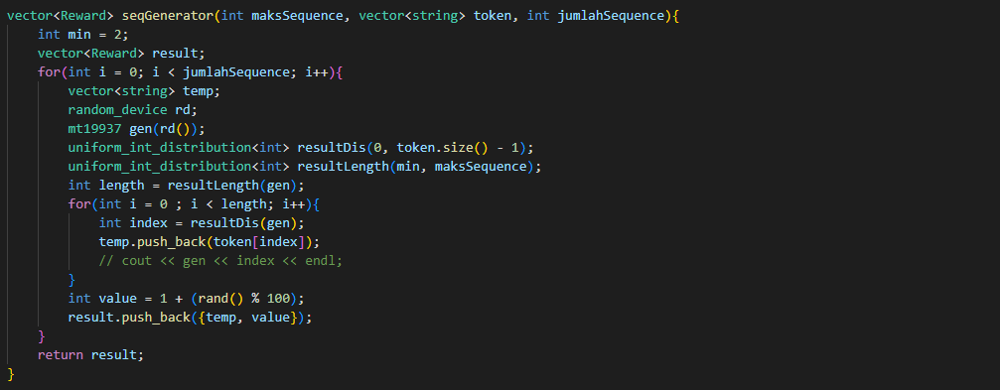 vector<Reward> seqGenerator(int maksSequence, vector<string> token, int jumlahSequence){
    int min = 2;
    vector<Reward> result;
    for(int i = 0; i < jumlahSequence; i++){
        vector<string> temp;
        random_device rd;
        mt19937 gen(rd());
        uniform_int_distribution<int> resultDis(0, token.size() - 1);
        uniform_int_distribution<int> resultLength(min, maksSequence);
        int length = resultLength(gen);
        for(int i = 0 ; i < length; i++){
            int index = resultDis(gen);
            temp.push_back(token[index]);
            // cout << gen << index << endl;
        }
        int value = 1 + (rand() % 100);
        result.push_back({temp, value});
    }
    return result;
}